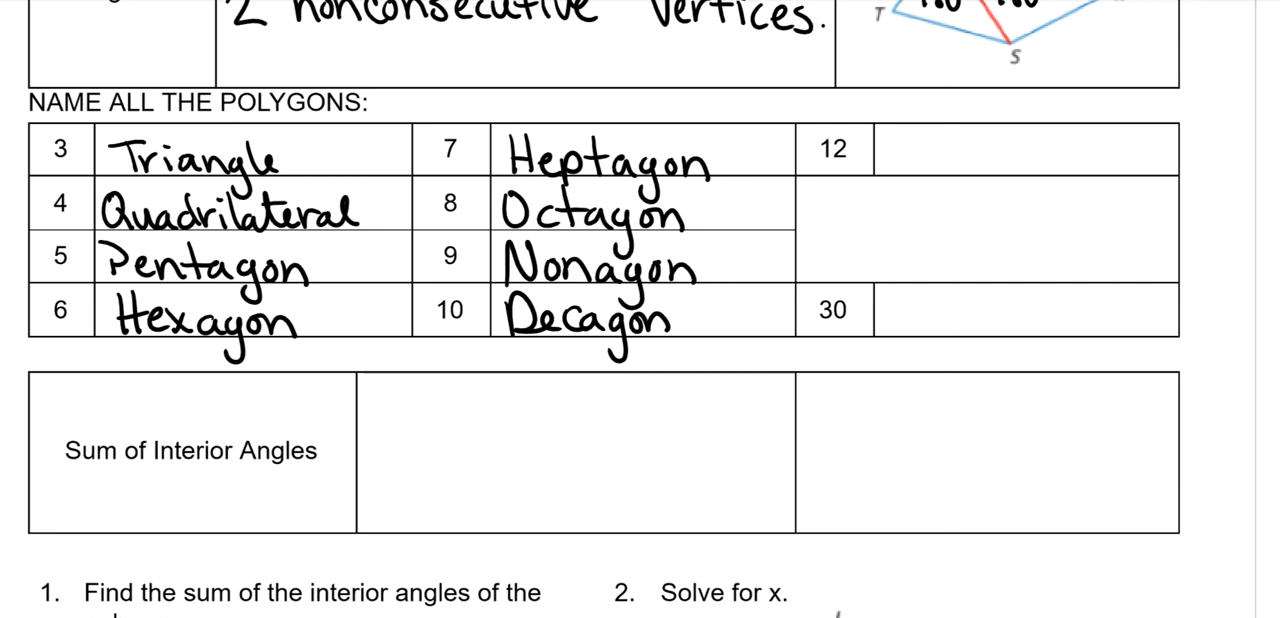 2 nonconsecutive vertices.
T
S
NAME ALL THE POLYGONS:
3 Triangle 7 Heptagon 12
4 Quadrilateral 8 Octagon
5 Pentagon 9 Nonagon
6 Hexagon 10 Decagon 30
Sum of Interior Angles
1. Find the sum of the interior angles of the
2. Solve for x.